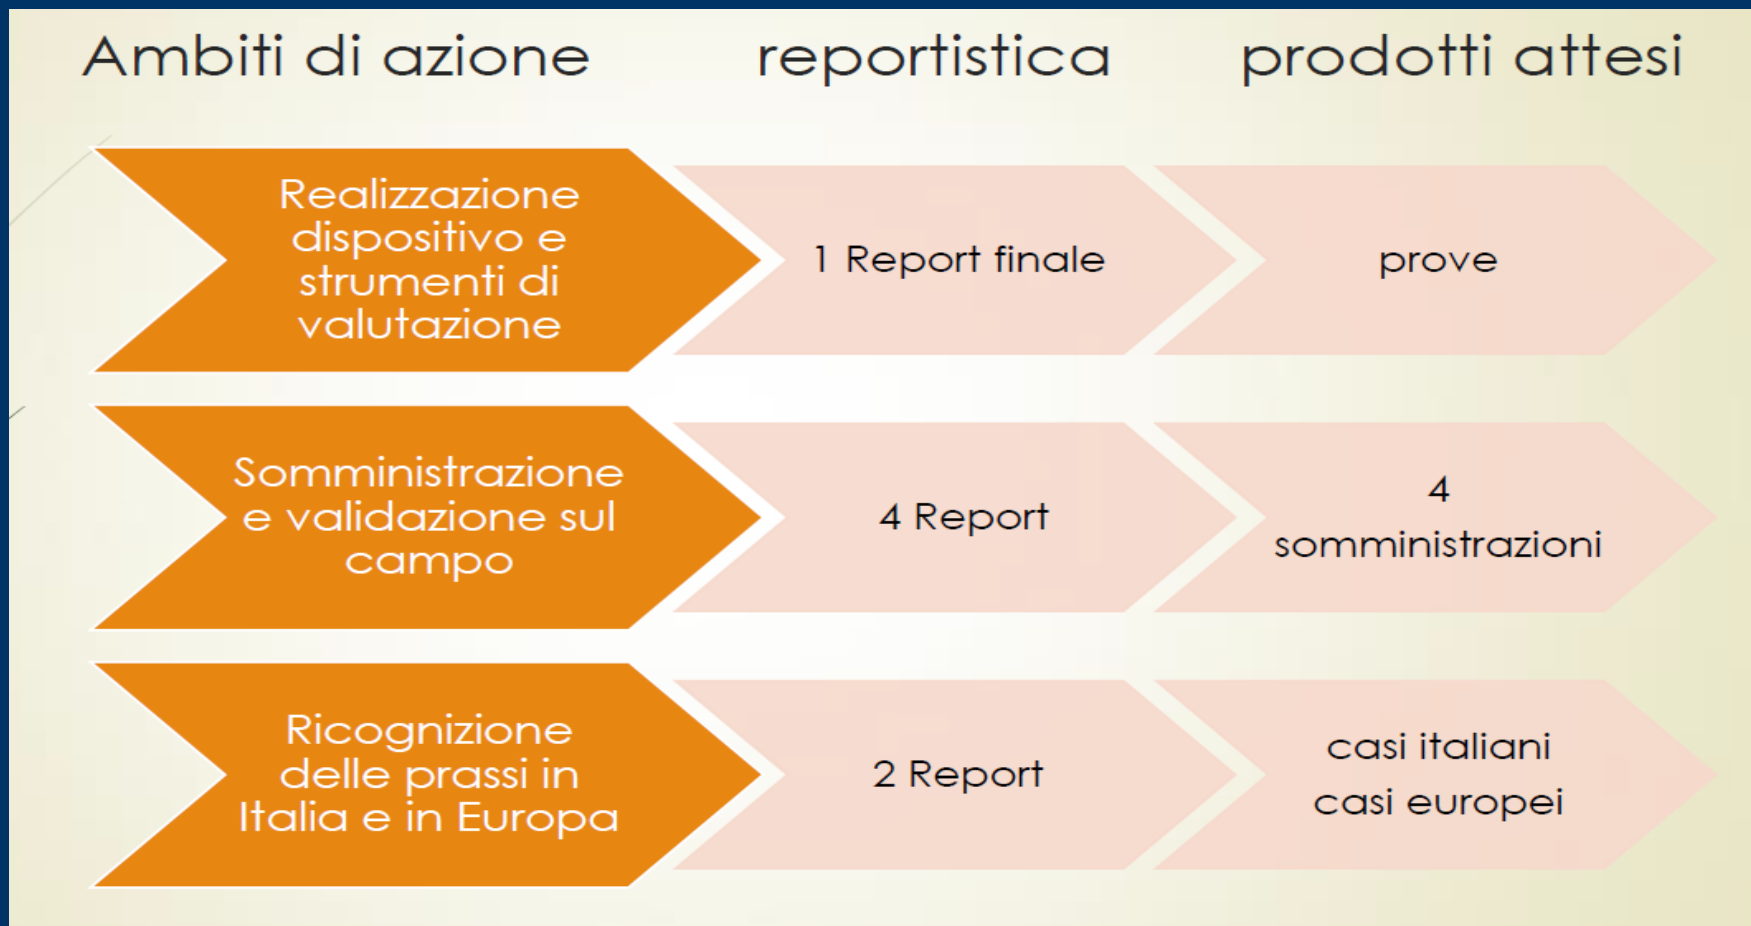 Ambiti di azione
reportistica
prodotti attesi
Realizzazione
dispositivo e
strumenti di
valutazione
1 Report finale
prove
Somministrazione
e validazione sul
campo
4 Report
4
somministrazioni
Ricognizione
delle prassi in
Italia e in Europa
2 Report
casi italiani
casi europei